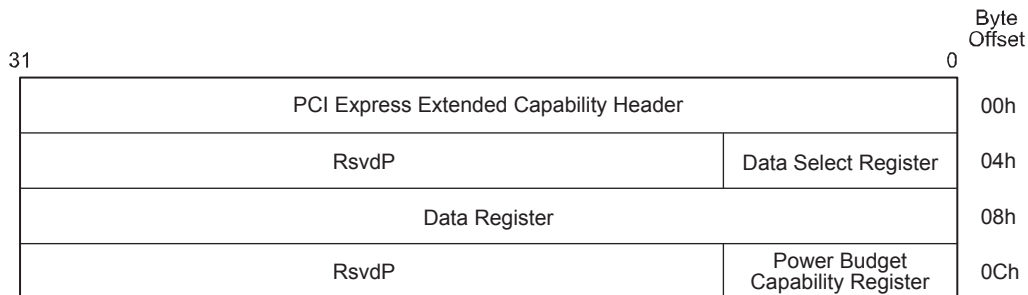 Byte
Offset
31
0
PCI Express Extended Capability Header
00h
RsvdP
Data Select Register
04h
Data Register
08h
RsvdP
Power Budget
Capability Register
0Ch